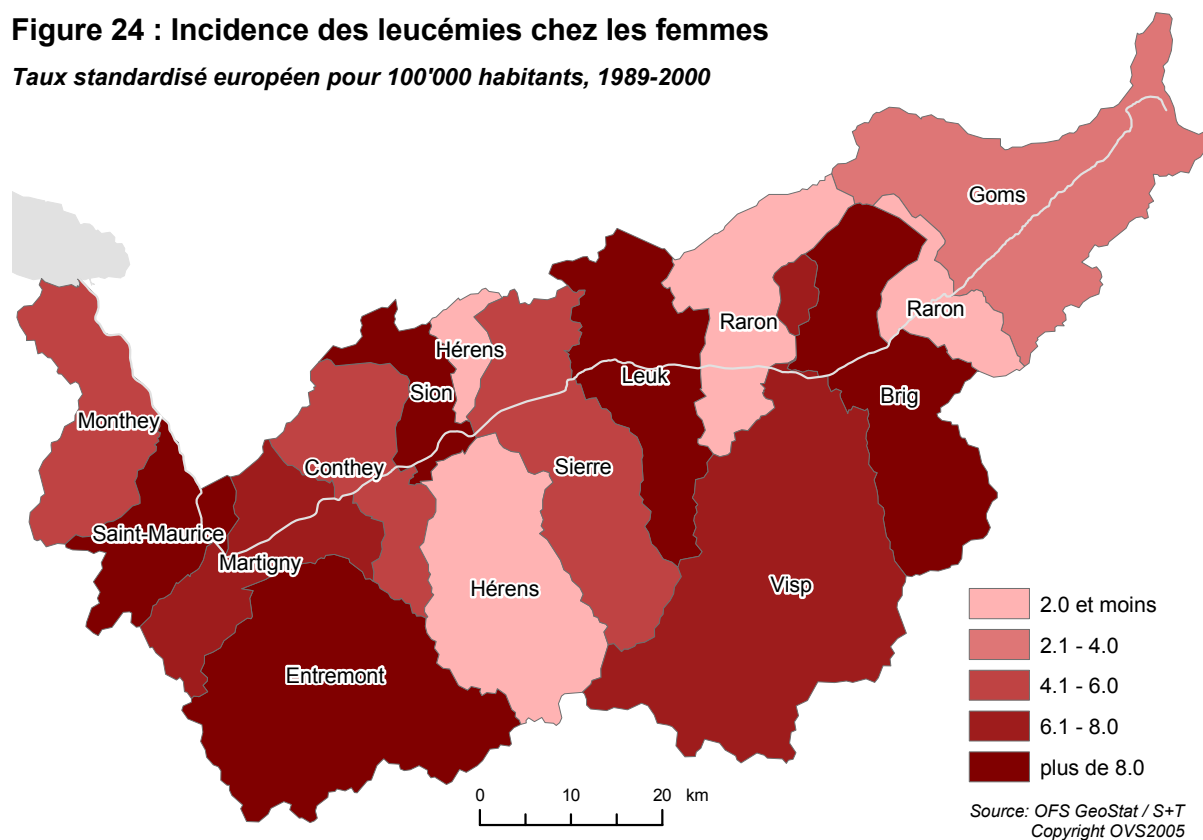 Figure 24 : Incidence des leucémies chez les femmes
Taux standardisé européen pour 100'000 habitants, 1989-2000
Goms
Raron
Raron
Hérens
Leuk
Sion
Brig
Monthey
Conthey
Sierre
Saint-Maurice
Martigny
Hérens
Visp
Entremont
2.0 et moins
2.1 - 4.0
4.1 - 6.0
6.1 - 8.0
plus de 8.0
0 10 20 km
Source: OFS GeoStat / S+T
Copyright OVS2005